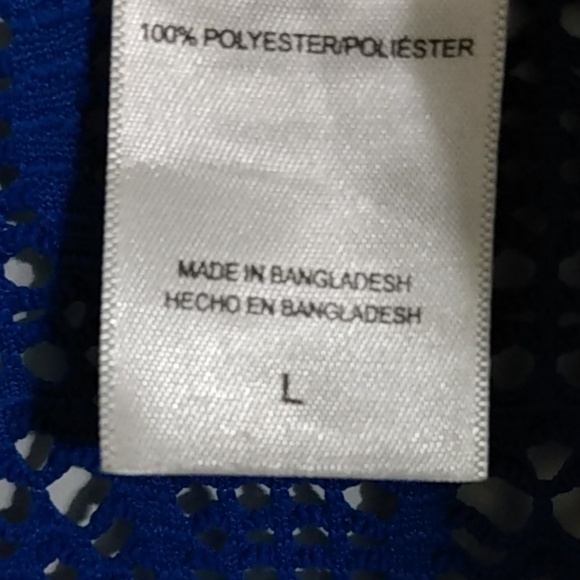 100% POLYESTER/POLIÉSTER
MADE IN BANGLADESH
HECHO EN BANGLADESH
L